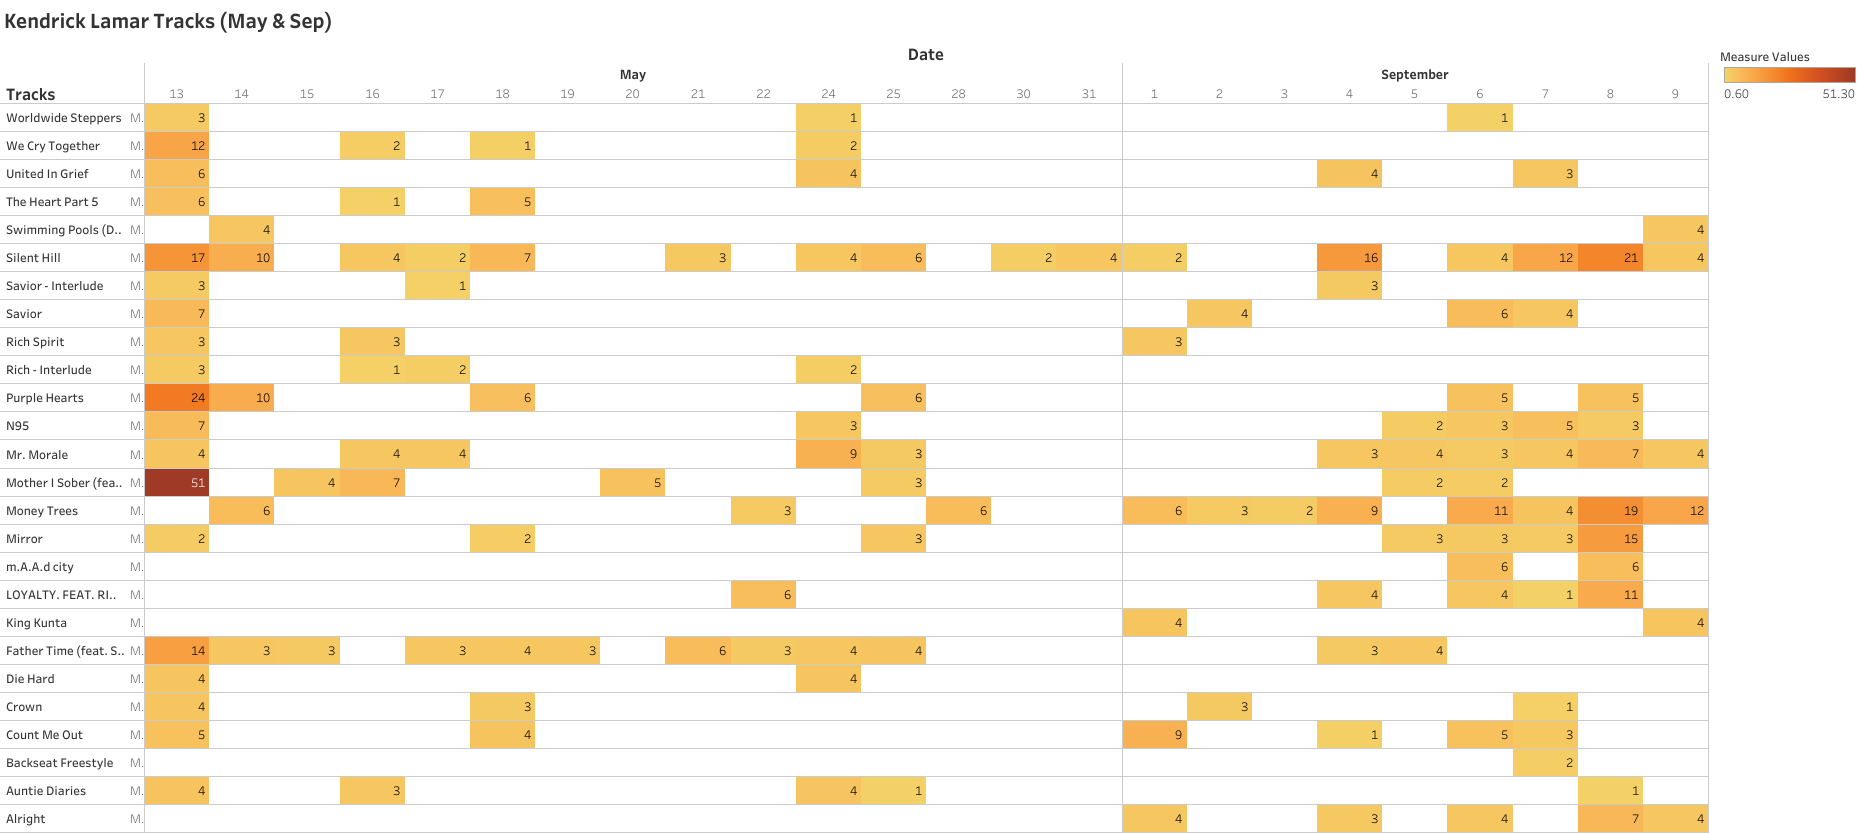 Kendrick Lamar Tracks (May & Sep)
Date
Measure Values
May September
0.60 51.30
Tracks 13 14 15 16 17 18 19 20 21 22 24 25 28 30 31 1 2 3 4 5 6 7 8 9
Worldwide Steppers M. 3 1 1
We Cry Together M. 12 2 1 2
United In Grief M. 6 4 4 3
The Heart Part 5 M. 6 1 5
Swimming Pools (D.. M. 4 4
Silent Hill M. 17 10 4 2 7 3 4 6 2 4 2 16 4 12 21 4
Savior - Interlude M. 3 1 3
Savior M. 7 4 6 4
Rich Spirit M. 3 3 3
Rich - Interlude M. 3 1 2 2
Purple Hearts M. 24 10 6 6 5 5
N95 M. 7 3 2 3 5 3
Mr. Morale M. 4 4 4 9 3 3 4 3 4 7 4
Mother I Sober (fea.. M. 51 4 7 5 3 2 2
Money Trees M. 6 3 6 6 3 2 9 11 4 19 12
Mirror M. 2 2 3 3 3 3 15
m.A.A.d city M. 6 6
LOYALTY. FEAT. RI.. M. 6 4 4 1 11
King Kunta M. 4 4
Father Time (feat. S.. M. 14 3 3 3 4 3 6 3 4 4 3 4
Die Hard M. 4 4
Crown M. 4 3 3 1
Count Me Out M. 5 4 9 1 5 3
Backseat Freestyle M. 2
Auntie Diaries M. 4 3 4 1 1
Alright M. 4 3 4 7 4